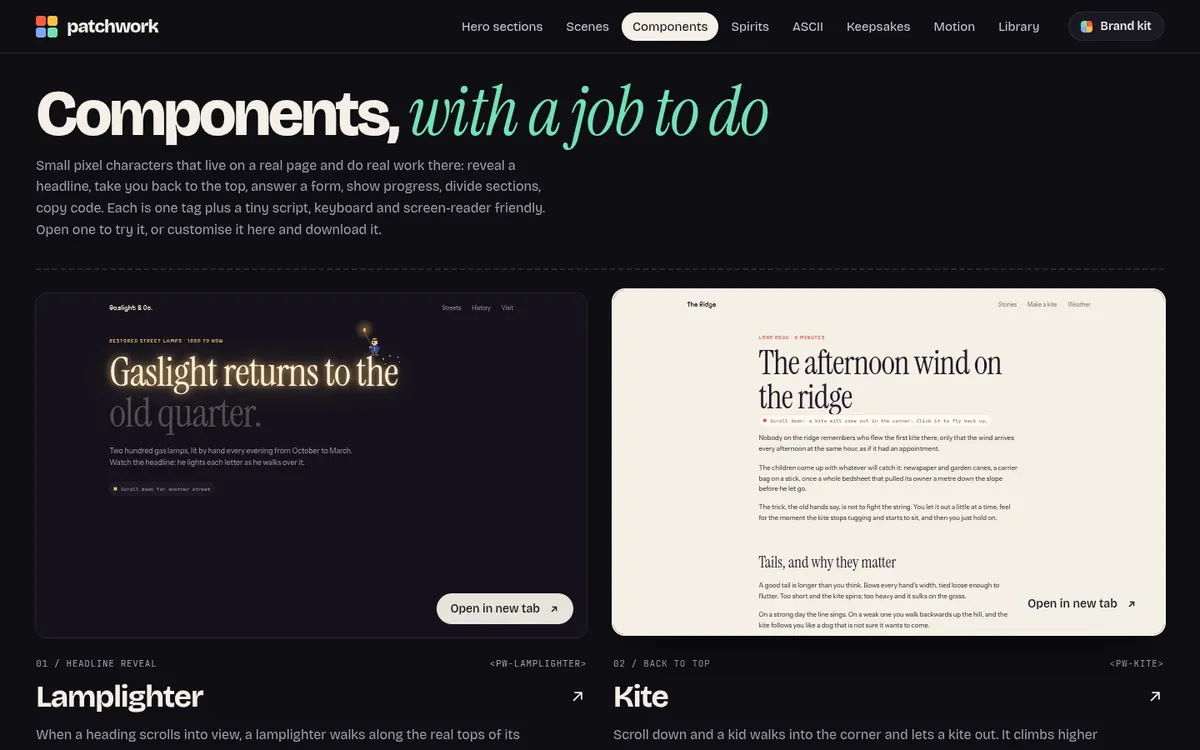 patchwork
Hero sections
Scenes
Components
Spirits
ASCII
Keepsakes
Motion
Library
Brand kit
Components, with a job to do
Small pixel characters that live on a real page and do real work there: reveal a
headline, take you back to the top, answer a form, show progress, divide sections,
copy code. Each is one tag plus a tiny script, keyboard and screen-reader friendly.
Open one to try it, or customise it here and download it.
Gaslight & Co.
Streets
History
Visit
RESTORED STREET LAMPS · 1880 TO NOW
Gaslight returns to the
old quarter.
Two hundred gas lamps, lit by hand every evening from October to March.
Watch the headline: he lights each letter as he walks over it.
Scroll down for another street
Open in new tab
01 / HEADLINE REVEAL
<PW-LAMPLIGHTER>
Lamplighter
When a heading scrolls into view, a lamplighter walks along the real tops of its
The Ridge
Stories
Make a kite
Weather
LONG READ · 6 MINUTES
The afternoon wind on
the ridge
Scroll down: a kite will come out in the corner. Click it to fly back up.
Nobody on the ridge remembers who flew the first kite there, only that the wind arrives
every afternoon at the same hour, as if it had an appointment.
The children come up with whatever will catch it: newspaper and garden canes, a carrier
bag on a stick, once a whole bedsheet that pulled its owner a metre down the slope
before he let go.
The trick, the old hands say, is not to fight the string. You let it out a little at a time, feel
for the moment the kite stops tugging and starts to sit, and then you just hold on.
Tails, and why they matter
A good tail is longer than you think. Bows every hand's width, tied loose enough to
flutter. Too short and the kite spins; too heavy and it sulks on the grass.
On a strong day the line sings. On a weak one you walk backwards up the hill, and the
kite follows you like a dog that is not sure it wants to come.
Open in new tab
02 / BACK TO TOP
<PW-KITE>
Kite
Scroll down and a kid walks into the corner and lets a kite out. It climbs higher